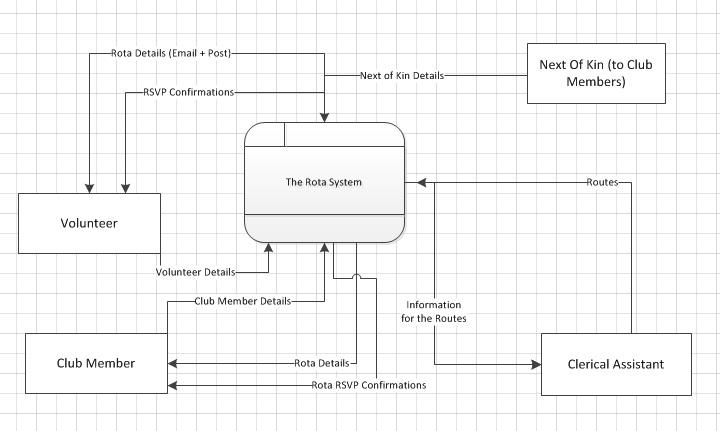 Rota Details (Email + Post)
Next Of Kin (to Club
Members)
Next of Kin Details
RSVP Confirmations
The Rota System
Routes
Volunteer
Volunteer Details
Club Member Details
Information
for the Routes
Club Member
Rota Details
Clerical Assistant
Rota RSVP Confirmations